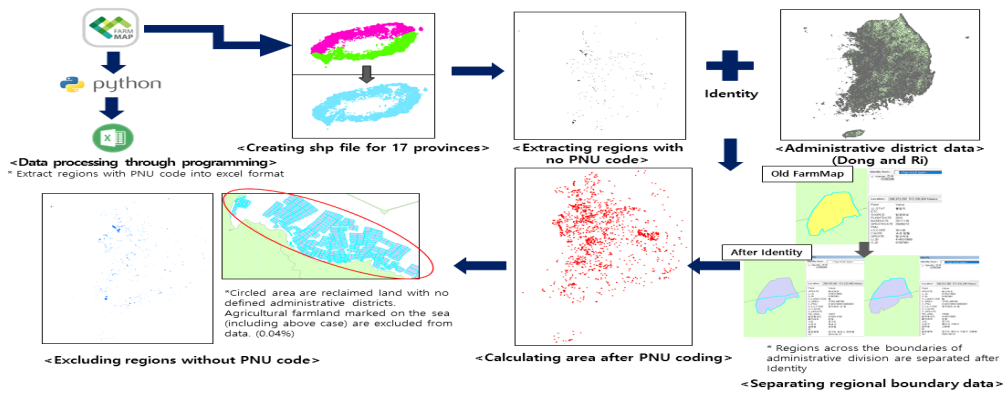 FARM
MAP
python
<Data processing through programming>
* Extract regions with PNU code into excel format
<Creating shp file for 17 provinces>
<Extracting regions with
no PNU code>
Identity
<Administrative district data>
(Dong and Ri)
Old FarmMap
After Identity
* Regions across the boundaries of
administrative division are separated after
Identity
<Separating regional boundary data>
<Calculating area after PNU coding>
*Circled area are reclaimed land with no
defined administrative districts.
Agricultural farmland marked on the sea
(including above case) are excluded from
data. (0.04%)
<Excluding regions without PNU code>